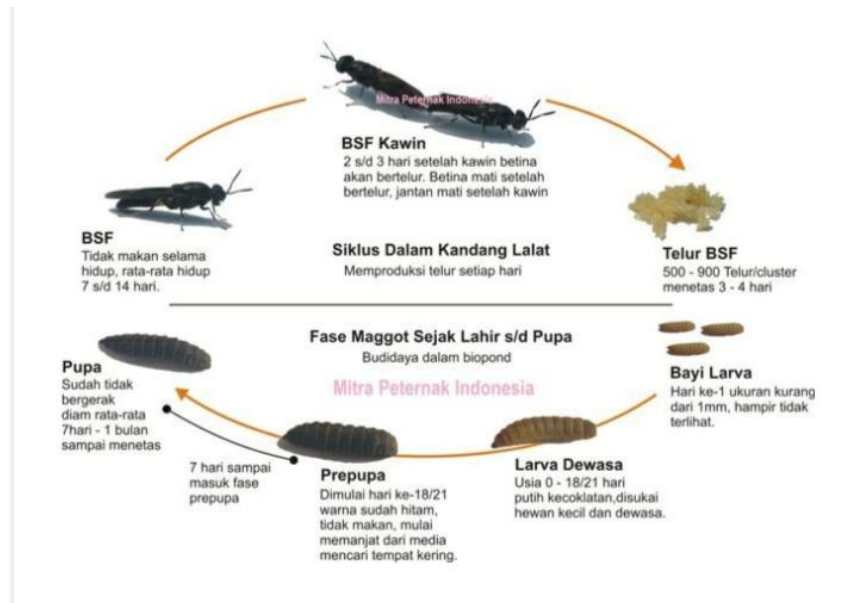 Mitra Peternak Indonesia
BSF Kawin
2 s/d 3 hari setelah kawin betina
akan bertelur. Betina mati setelah
bertelur, jantan mati setelah kawin
BSF
Tidak makan selama
hidup, rata-rata hidup
7 s/d 14 hari.
Siklus Dalam Kandang Lalat
Memproduksi telur setiap hari
Telur BSF
500 - 900 Telur/cluster
menetas 3 - 4 hari
Fase Maggot Sejak Lahir s/d Pupa
Budidaya dalam biopond
Mitra Peternak Indonesia
Bayi Larva
Hari ke-1 ukuran kurang
dari 1mm, hampir tidak
terlihat.
Pupa
Sudah tidak
bergerak
diam rata-rata
7hari - 1 bulan
sampai menetas
7 hari sampai
masuk fase
prepupa
Prepupa
Dimulai hari ke-18/21
warna sudah hitam,
tidak makan, mulai
memanjat dari media
mencari tempat kering.
Larva Dewasa
Usia 0 - 18/21 hari
putih kecoklatan,disukai
hewan kecil dan dewasa.